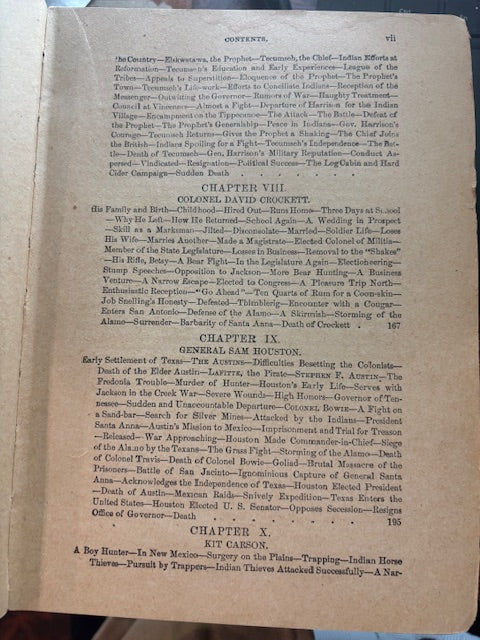 CONTENTS. vii
the Country—Elskwatawa, the Prophet—Tecumseh, the Chief—Indian Efforts at
Reformation—Tecumseh's Education and Early Experiences—League of the
Tribes—Appeals to Superstition—Eloquence of the Prophet—The Prophet's
Town—Tecumseh's Life-work—Efforts to Conciliate Indians—Reception of the
Messenger—Outwitting the Governor—Rumors of War—Haughty Treatment—
Council at Vincennes—Almost a Fight—Departure of Harrison for the Indian
Village—Encampment on the Tippecanoe—The Attack—The Battle—Defeat of
the Prophet—The Prophet's Generalship—Peace in Indiana—Gov. Harrison's
Courage—Tecumseh Returns—Gives the Prophet a Shaking—The Chief Joins
the British—Indians Spoiling for a Fight—Tecumseh's Independence—The Bat-
tle—Death of Tecumseh—Gen. Harrison's Military Reputation—Conduct As-
persed—Vindicated—Resignation—Political Success—The Log Cabin and Hard
Cider Campaign—Sudden Death . . . . . .
CHAPTER VIII.
COLONEL DAVID CROCKETT.
His Family and Birth—Childhood—Hired Out—Runs Home—Three Days at School
—Why He Left—How He Returned—School Again—A Wedding in Prospect
—Skill as a Marksman—Jilted—Disconsolate—Married—Soldier Life—Loses
His Wife—Marries Another—Made a Magistrate—Elected Colonel of Militia—
Member of the State Legislature—Losses in Business—Removal to the "Shakes"
—His Rifle, Betsy—A Bear Fight—In the Legislature Again—Electioneering—
Stump Speeches—Opposition to Jackson—More Bear Hunting—A Business
Venture—A Narrow Escape—Elected to Congress—A Pleasure Trip North—
Enthusiastic Reception—"Go Ahead"—Ten Quarts of Rum for a Coon-skin—
Job Snelling's Honesty—Defeated—Thimblerig—Encounter with a Cougar—
Enters San Antonio—Defense of the Alamo—A Skirmish—Storming of the
Alamo—Surrender—Barbarity of Santa Anna—Death of Crockett . 167
CHAPTER IX.
GENERAL SAM HOUSTON.
Early Settlement of Texas—THE AUSTINS—Difficulties Besetting the Colonists—
Death of the Elder Austin—LAFITTE, the Pirate—STEPHEN F. AUSTIN—The
Fredonia Trouble—Murder of Hunter—Houston's Early Life—Serves with
Jackson in the Creek War—Severe Wounds—High Honors—Governor of Ten-
nessee—Sudden and Unaccountable Departure—COLONEL BOWIE—A Fight on
a Sand-bar—Search for Silver Mines—Attacked by the Indians—President
Santa Anna—Austin's Mission to Mexico—Imprisonment and Trial for Treason
—Released—War Approaching—Houston Made Commander-in-Chief—Siege
of the Alamo by the Texans—The Grass Fight—Storming of the Alamo—Death
of Colonel Travis—Death of Colonel Bowie—Goliad—Brutal Massacre of the
Prisoners—Battle of San Jacinto—Ignominious Capture of General Santa
Anna—Acknowledges the Independence of Texas—Houston Elected President
—Death of Austin—Mexican Raids—Snively Expedition—Texas Enters the
United States—Houston Elected U. S. Senator—Opposes Secession—Resigns
Office of Governor—Death . . . . . . . 195
CHAPTER X.
KIT CARSON.
A Boy Hunter—In New Mexico—Surgery on the Plains—Trapping—Indian Horse
Thieves—Pursuit by Trappers—Indian Thieves Attacked Successfully—A Nar-